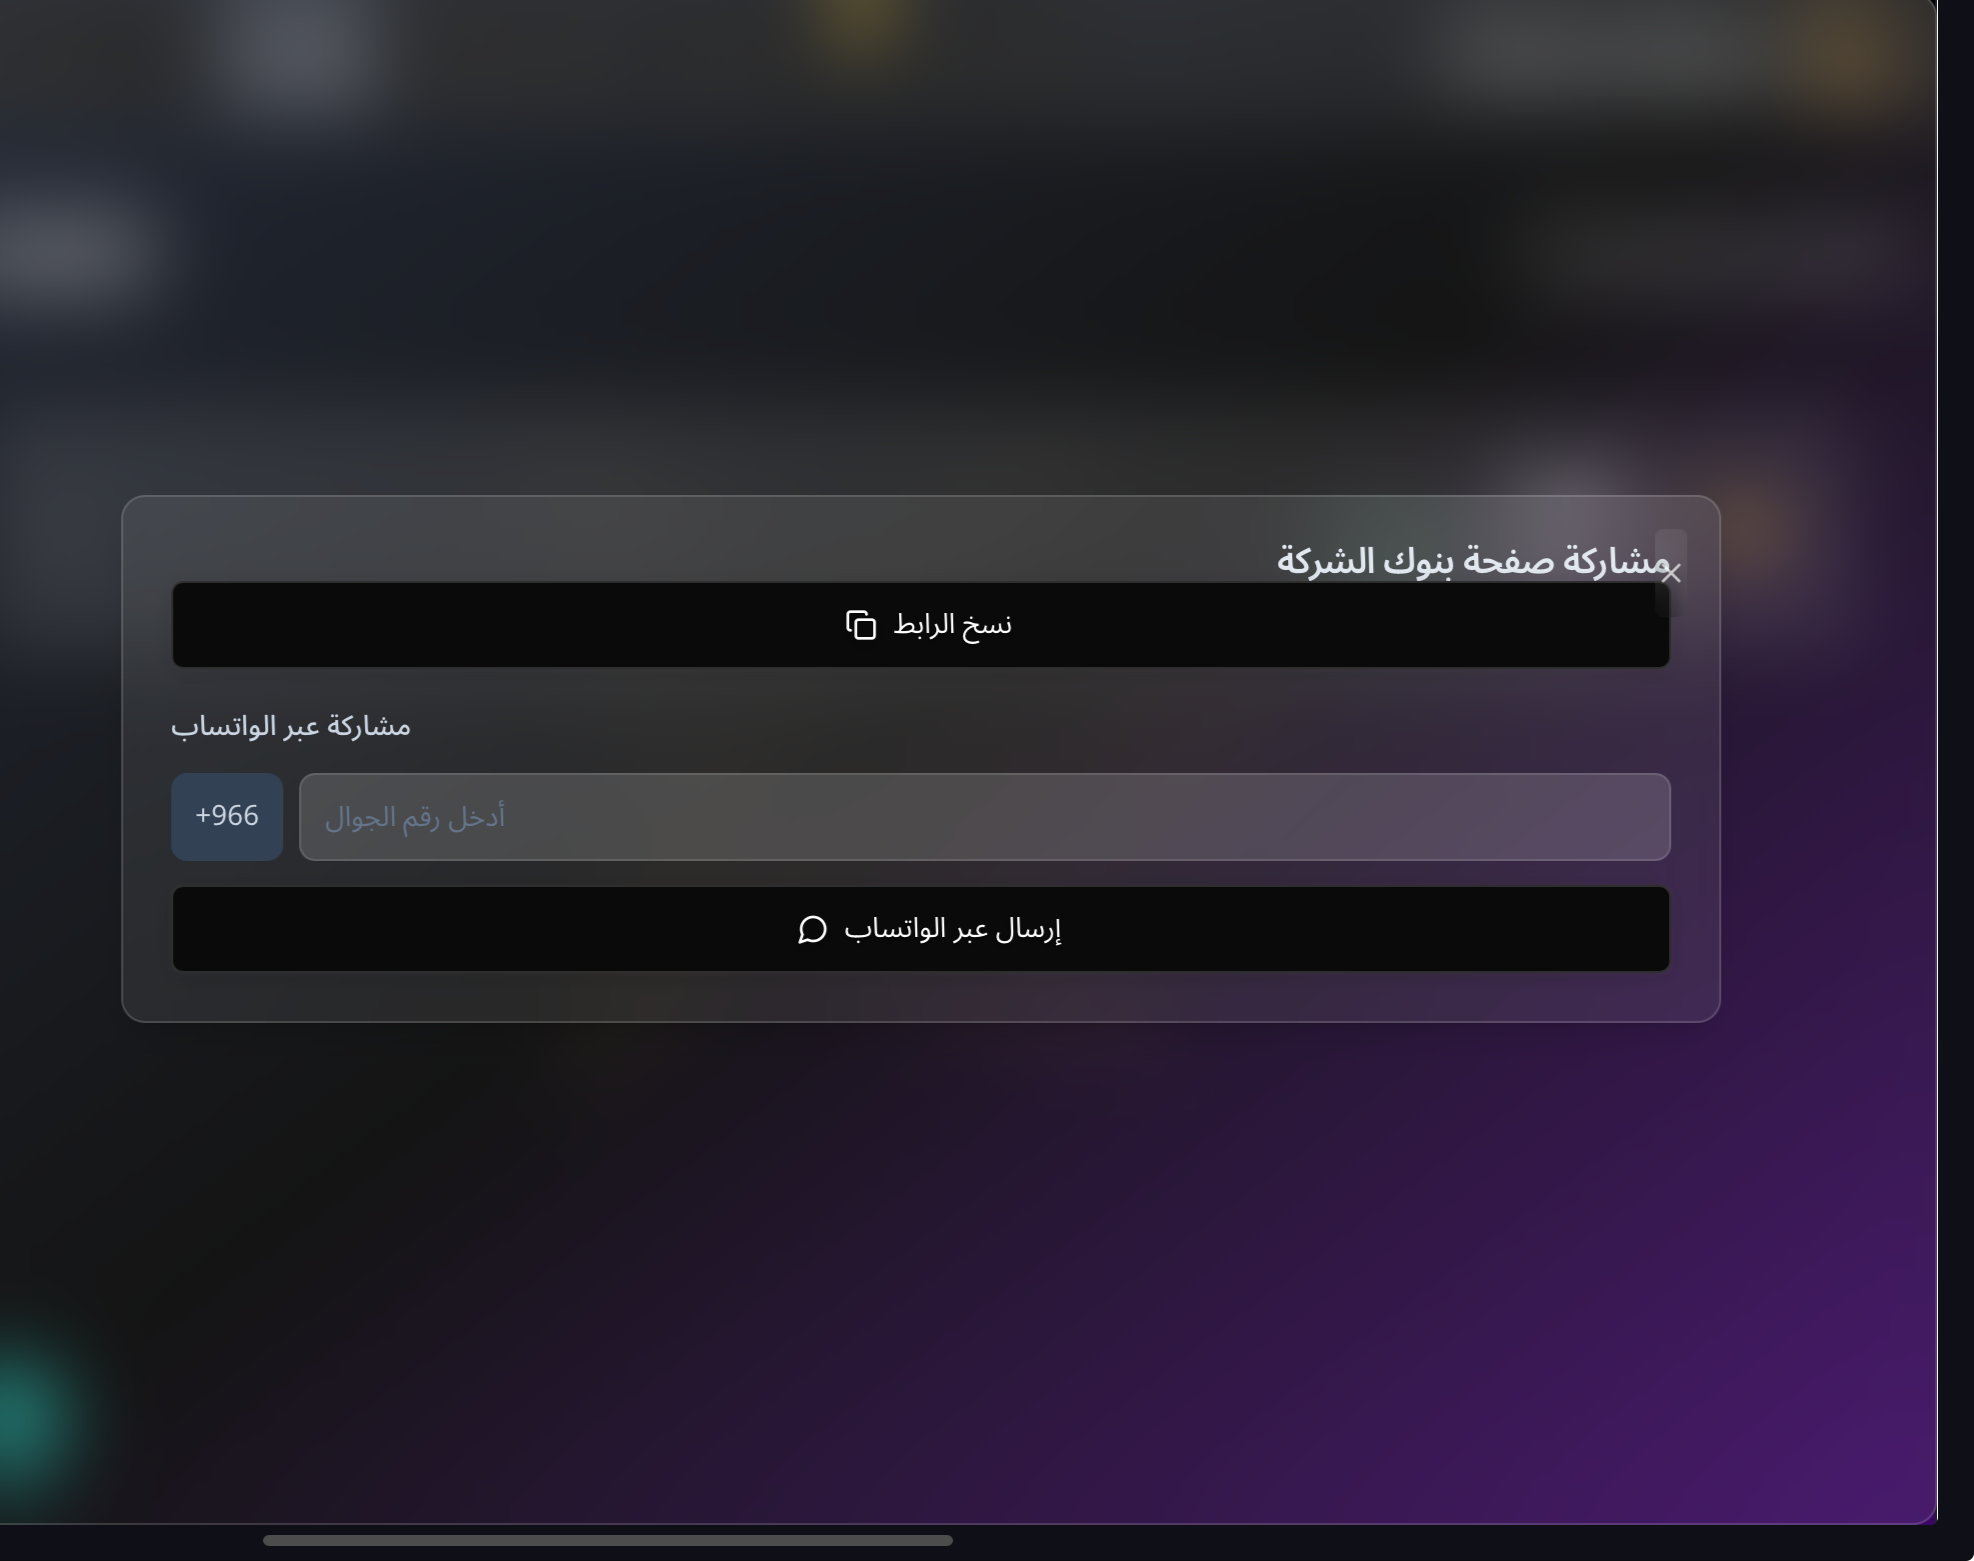 مشاركة صفحة بنوك الشركة
نسخ الرابط
مشاركة عبر الواتساب
+966
أدخل رقم الجوال
إرسال عبر الواتساب